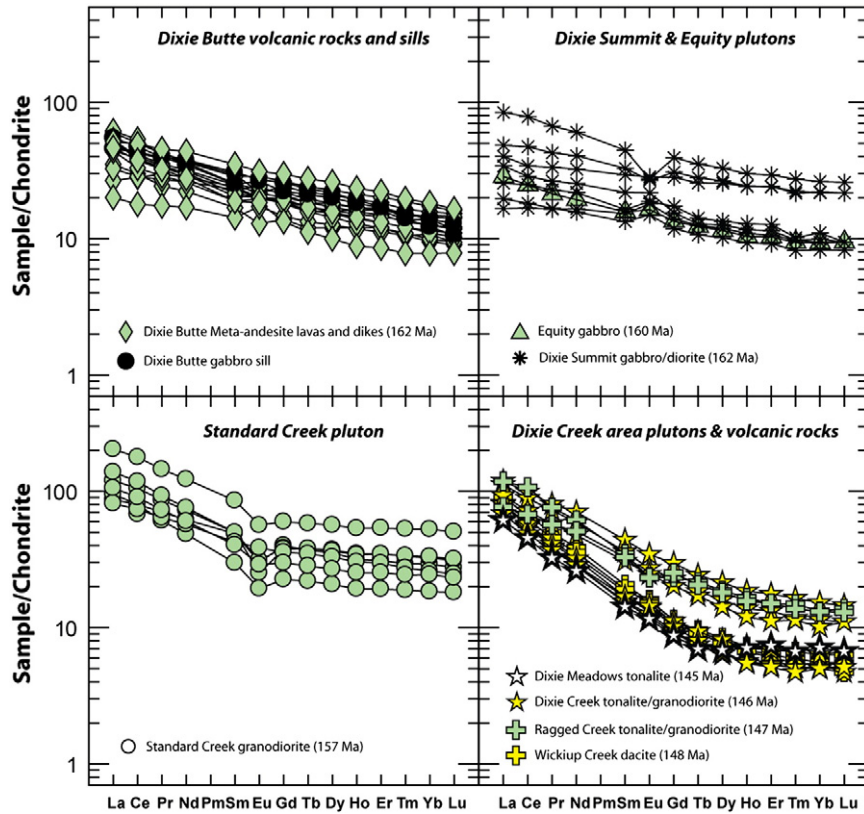 Dixie Butte volcanic rocks and sills
Dixie Summit & Equity plutons
Sample/Chondrite
100
10
1
Dixie Butte Meta-andesite lavas and dikes (162 Ma)
Dixie Butte gabbro sill
Equity gabbro (160 Ma)
Dixie Summit gabbro/diorite (162 Ma)
Standard Creek pluton
Dixie Creek area plutons & volcanic rocks
Sample/Chondrite
100
10
1
Standard Creek granodiorite (157 Ma)
Dixie Meadows tonalite (145 Ma)
Dixie Creek tonalite/granodiorite (146 Ma)
Ragged Creek tonalite/granodiorite (147 Ma)
Wickiup Creek dacite (148 Ma)
La Ce Pr Nd PmSm Eu Gd Tb Dy Ho Er Tm Yb Lu
La Ce Pr Nd PmSm Eu Gd Tb Dy Ho Er Tm Yb Lu